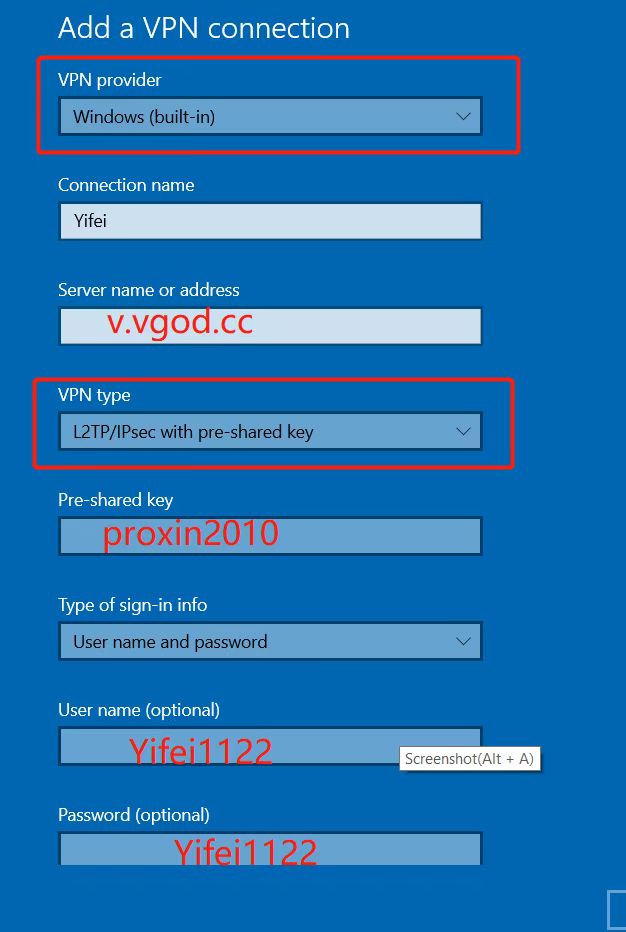 Add a VPN connection
VPN provider
Windows (built-in)
Connection name
Yifei
Server name or address
v.vgod.cc
VPN type
L2TP/IPsec with pre-shared key
Pre-shared key
proxin2010
Type of sign-in info
User name and password
User name (optional)
Yifei1122
Screenshot(Alt + A)
Password (optional)
Yifei1122